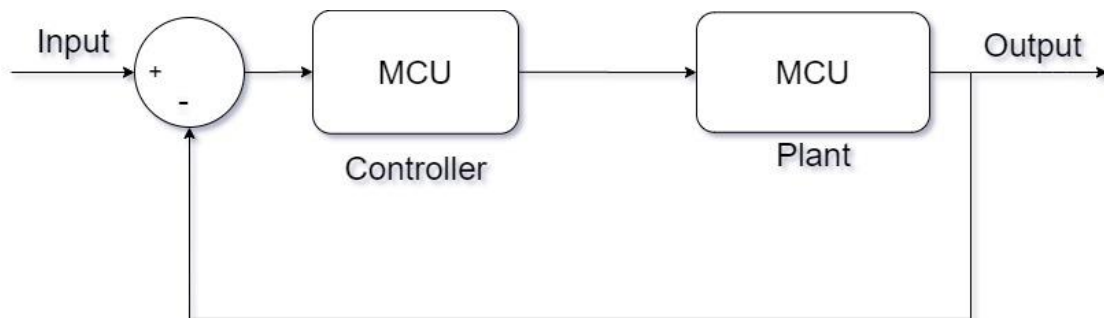 Input
+
-
MCU
Controller
MCU
Plant
Output